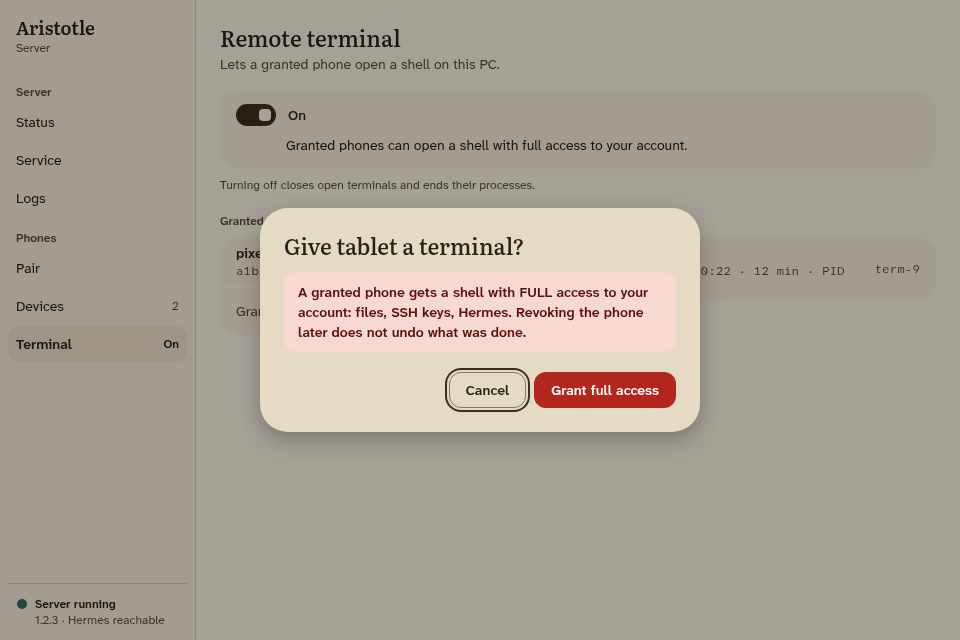 Aristotle
Server
Server
Status
Service
Logs
Phones
Pair
Devices 2
Terminal On
Server running
1.2.3 · Hermes reachable
Remote terminal
Lets a granted phone open a shell on this PC.
On
Granted phones can open a shell with full access to your account.
Turning off closes open terminals and ends their processes.
Granted
0:22 · 12 min · PID term-9
Give tablet a terminal?
A granted phone gets a shell with FULL access to your
account: files, SSH keys, Hermes. Revoking the phone
later does not undo what was done.
Cancel Grant full access